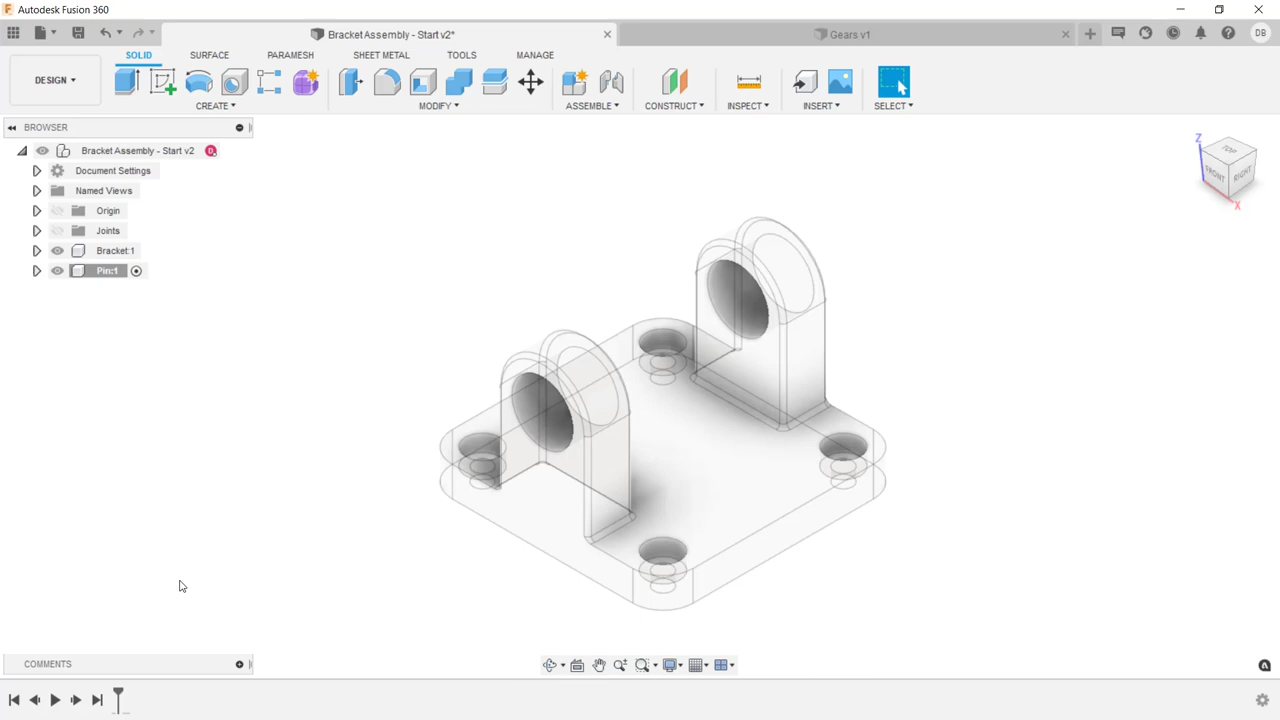 Autodesk Fusion 360
Bracket Assembly - Start v2*
Gears v1
DB
DESIGN
SOLID
SURFACE
PARAMESH
SHEET METAL
TOOLS
MANAGE
CREATE
MODIFY
ASSEMBLE
CONSTRUCT
INSPECT
INSERT
SELECT
BROWSER
Bracket Assembly - Start v2
Document Settings
Named Views
Origin
Joints
Bracket:1
Pin:1
Z
TOP
FRONT
RIGHT
X
COMMENTS